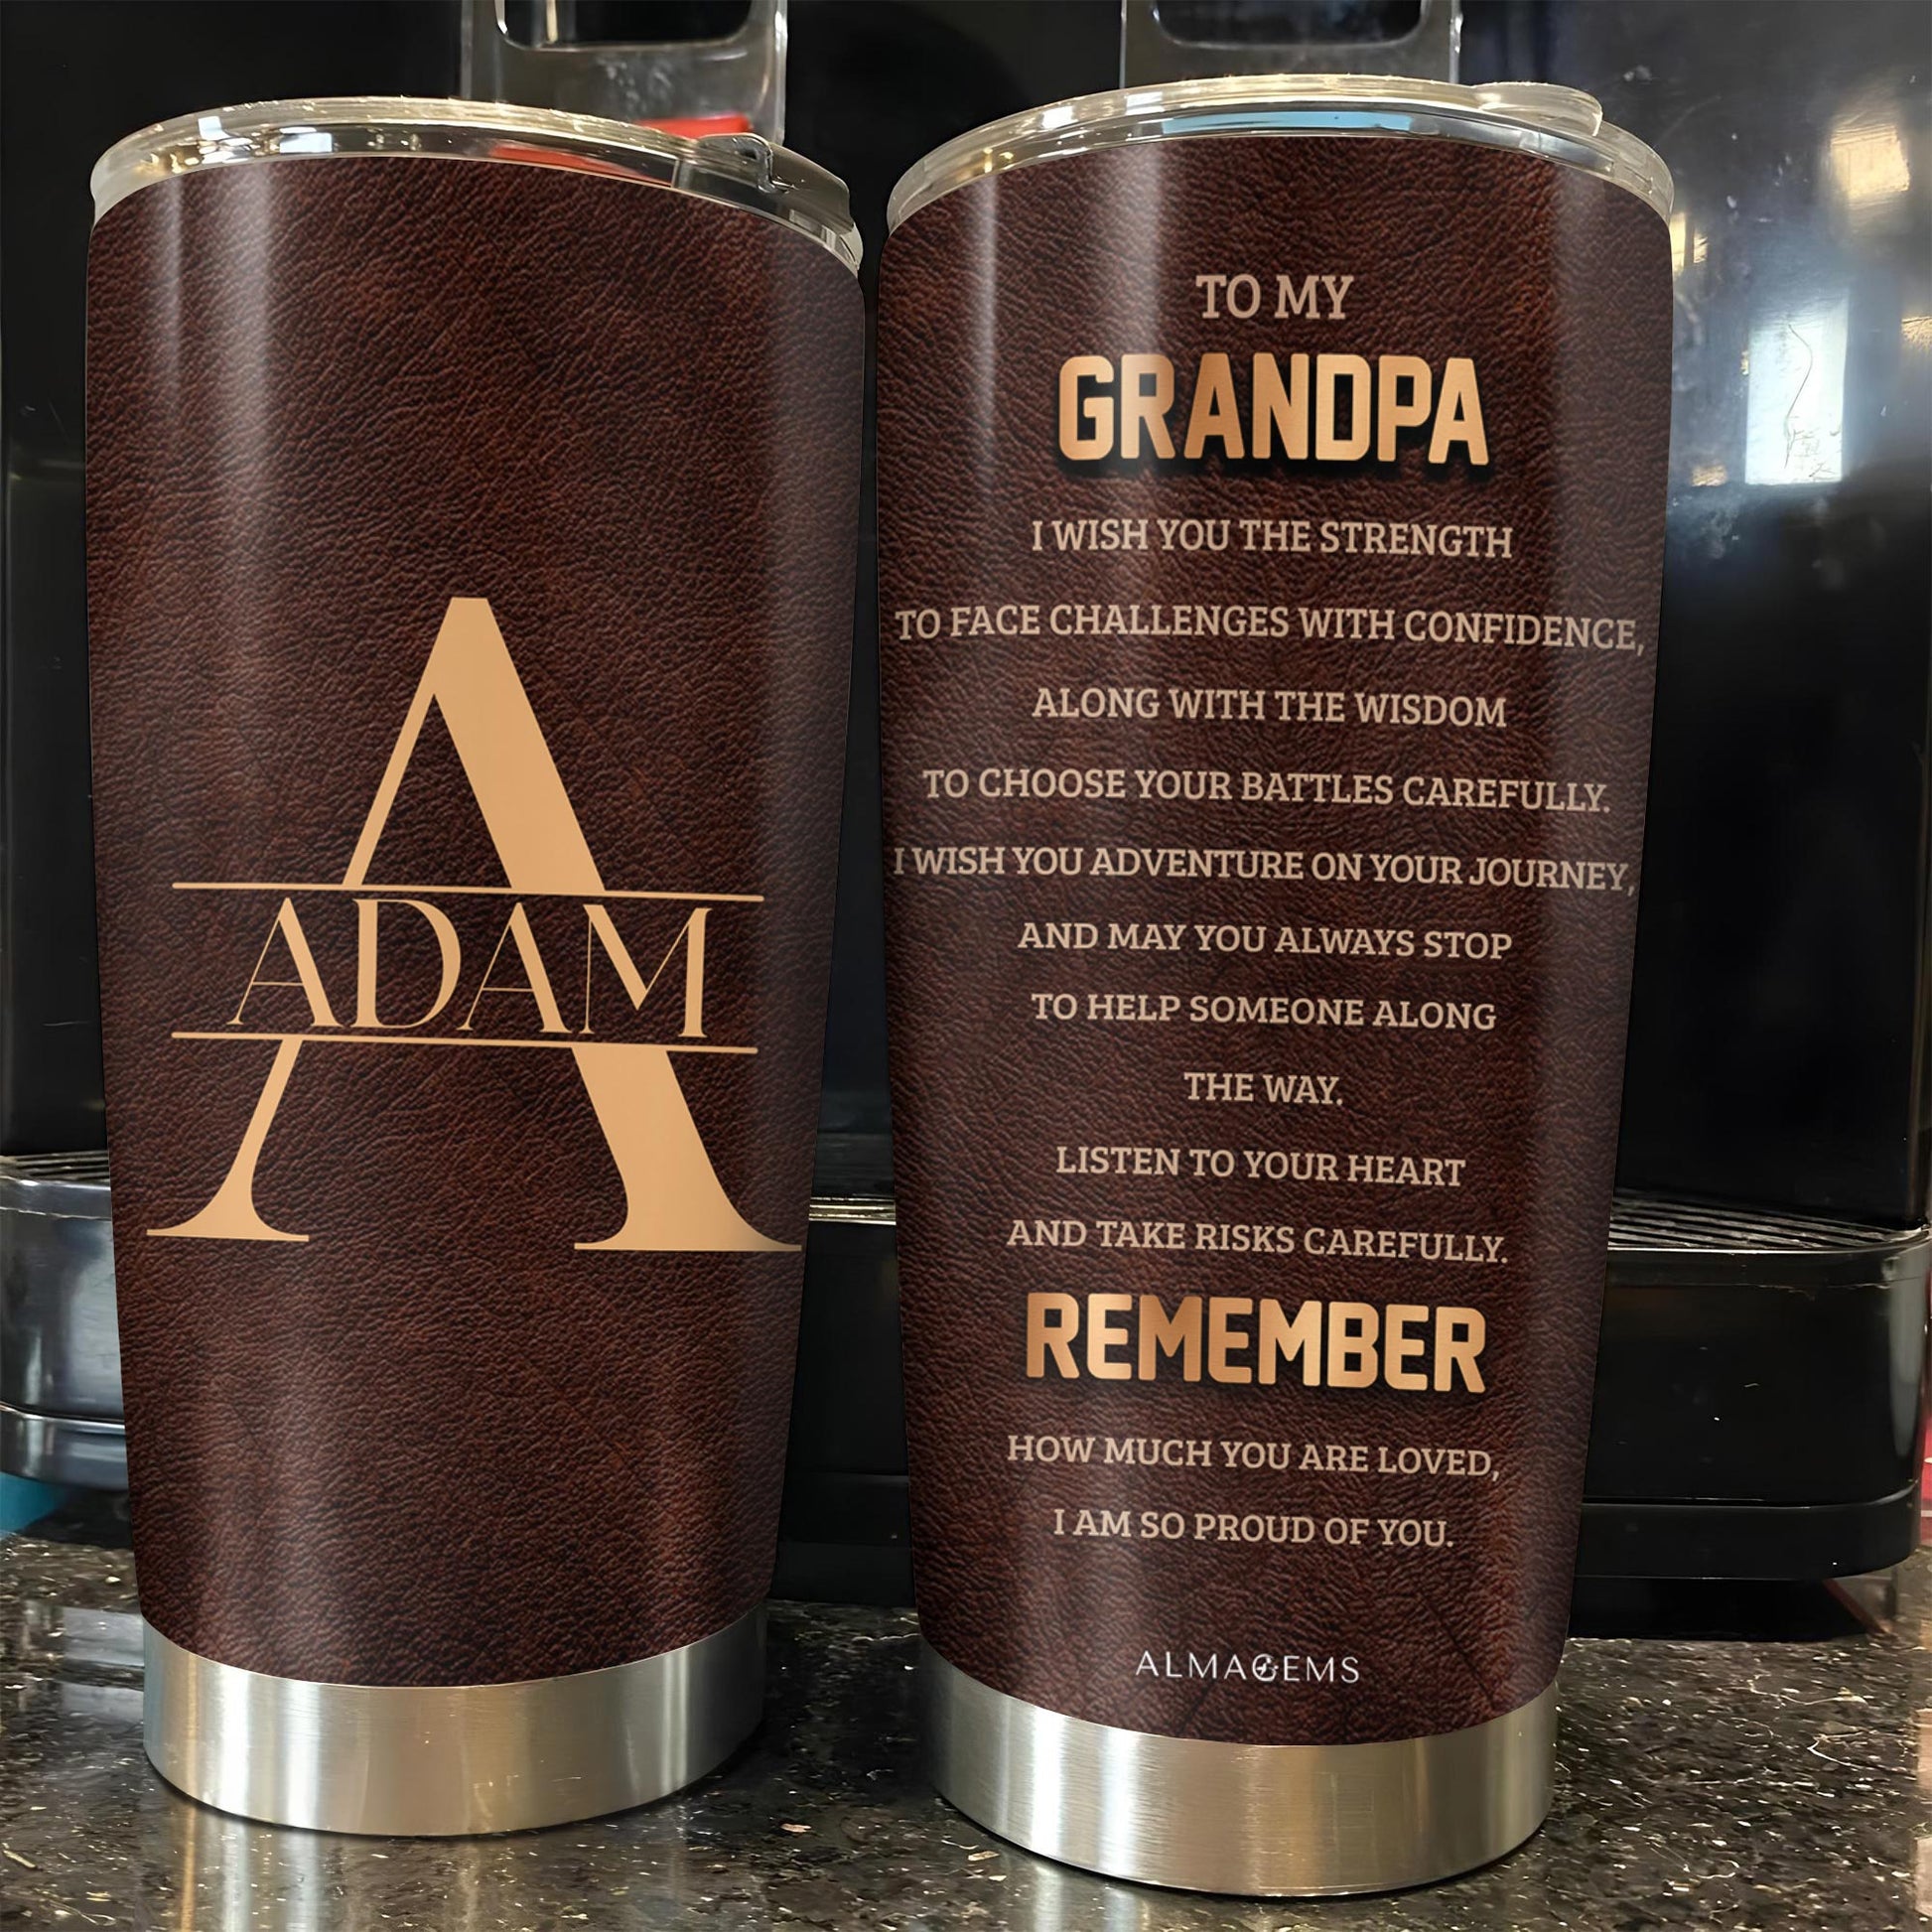 A
ADAM
TO MY
GRANDPA
I WISH YOU THE STRENGTH
TO FACE CHALLENGES WITH CONFIDENCE,
ALONG WITH THE WISDOM
TO CHOOSE YOUR BATTLES CAREFULLY.
I WISH YOU ADVENTURE ON YOUR JOURNEY,
AND MAY YOU ALWAYS STOP
TO HELP SOMEONE ALONG
THE WAY.
LISTEN TO YOUR HEART
AND TAKE RISKS CAREFULLY.
REMEMBER
HOW MUCH YOU ARE LOVED,
I AM SO PROUD OF YOU.
ALMAGEMS